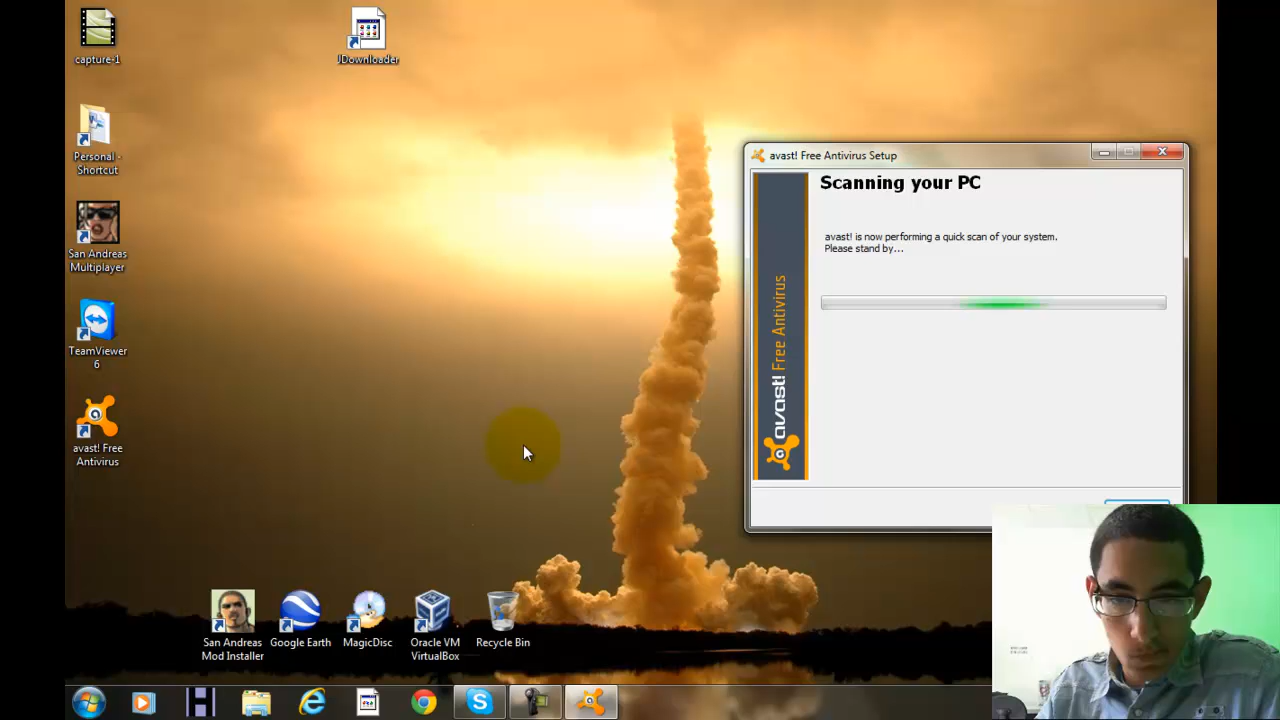 capture-1
JDownloader
Personal -
Shortcut
San Andreas
Multiplayer
TeamViewer
6
avast! Free
Antivirus
avast! Free Antivirus Setup
Scanning your PC
avast! is now performing a quick scan of your system.
Please stand by...
avast! Free Antivirus
San Andreas
Mod Installer
Google Earth
MagicDisc
Oracle VM
VirtualBox
Recycle Bin